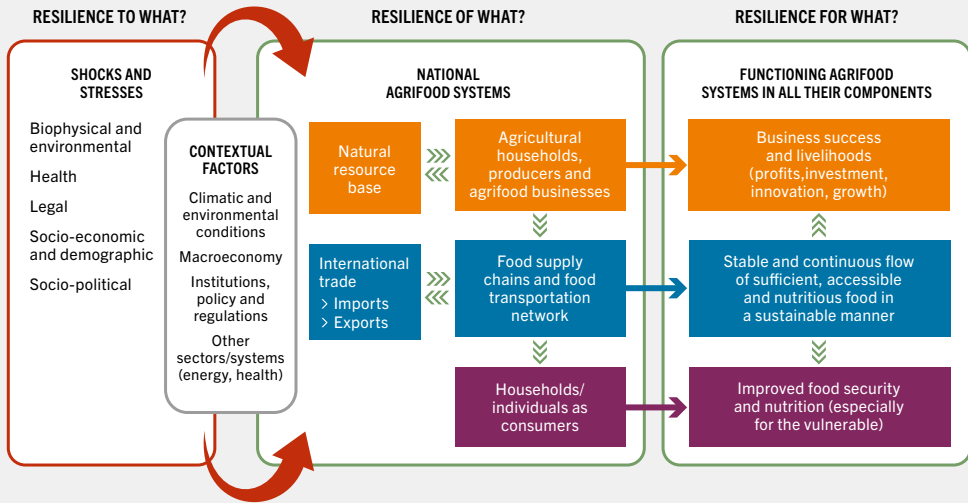 RESILIENCE TO WHAT?
RESILIENCE OF WHAT?
RESILIENCE FOR WHAT?
SHOCKS AND
STRESSES
Biophysical and
environmental
Health
Legal
Socio-economic
and demographic
Socio-political
CONTEXTUAL
FACTORS
Climatic and
environmental
conditions
Macroeconomy
Institutions,
policy and
regulations
Other
sectors/systems
(energy, health)
NATIONAL
AGRIFOOD SYSTEMS
Natural
resource
base
Agricultural
households,
producers and
agrifood businesses
International
trade
> Imports
> Exports
Food supply
chains and food
transportation
network
Households/
individuals as
consumers
FUNCTIONING AGRIFOOD
SYSTEMS IN ALL THEIR COMPONENTS
Business success
and livelihoods
(profits,investment,
innovation, growth)
Stable and continuous flow
of sufficient, accessible
and nutritious food in
a sustainable manner
Improved food security
and nutrition (especially
for the vulnerable)